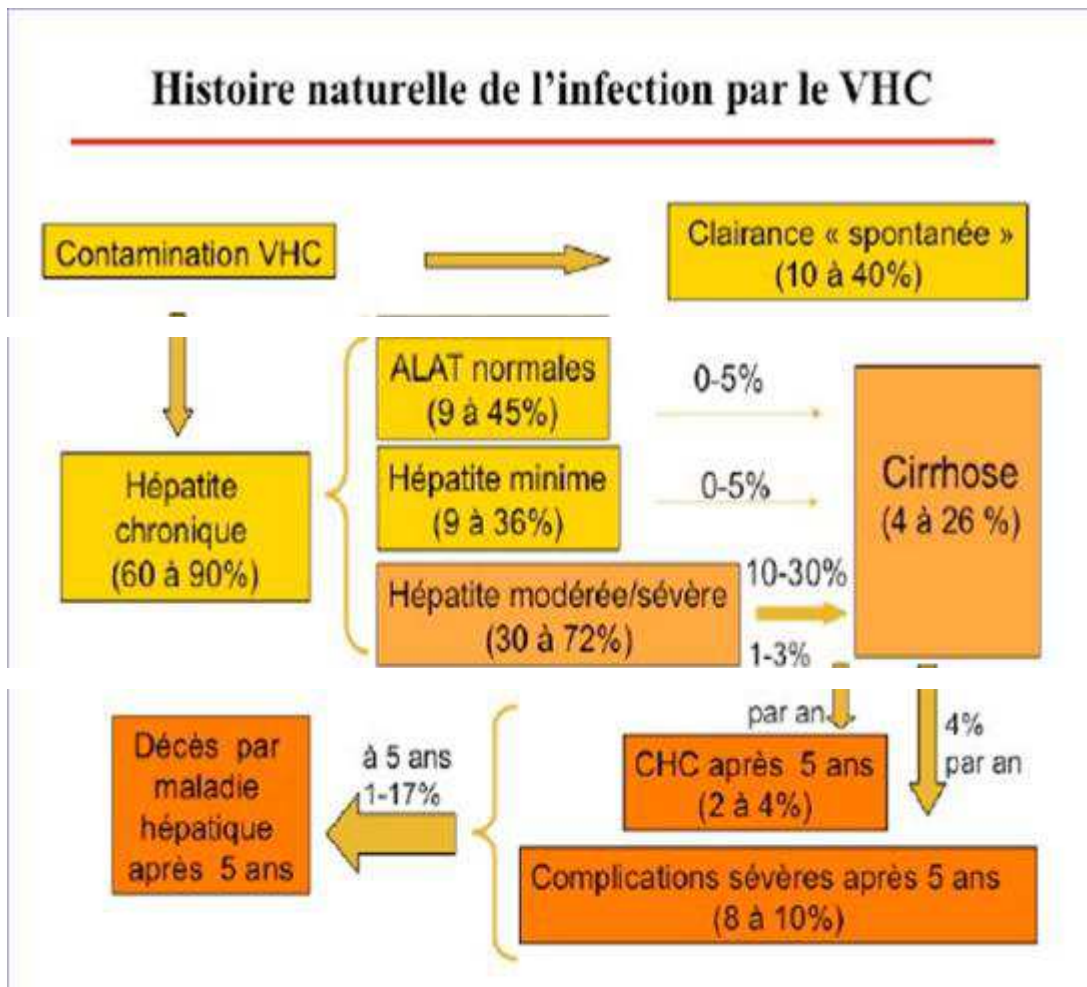 Histoire naturelle de l'infection par le VHC
Contamination VHC
Clairance « spontanée »
(10 à 40%)
ALAT normales
(9 à 45%)
0-5%
Hépatite
chronique
(60 à 90%)
Hépatite minime
(9 à 36%)
0-5%
Cirrhose
(4 à 26 %)
Hépatite modérée/sévère
(30 à 72%)
10-30%
1-3%
par an
4%
par an
CHC après 5 ans
(2 à 4%)
Complications sévères après 5 ans
(8 à 10%)
à 5 ans
1-17%
Décès par
maladie
hépatique
après 5 ans